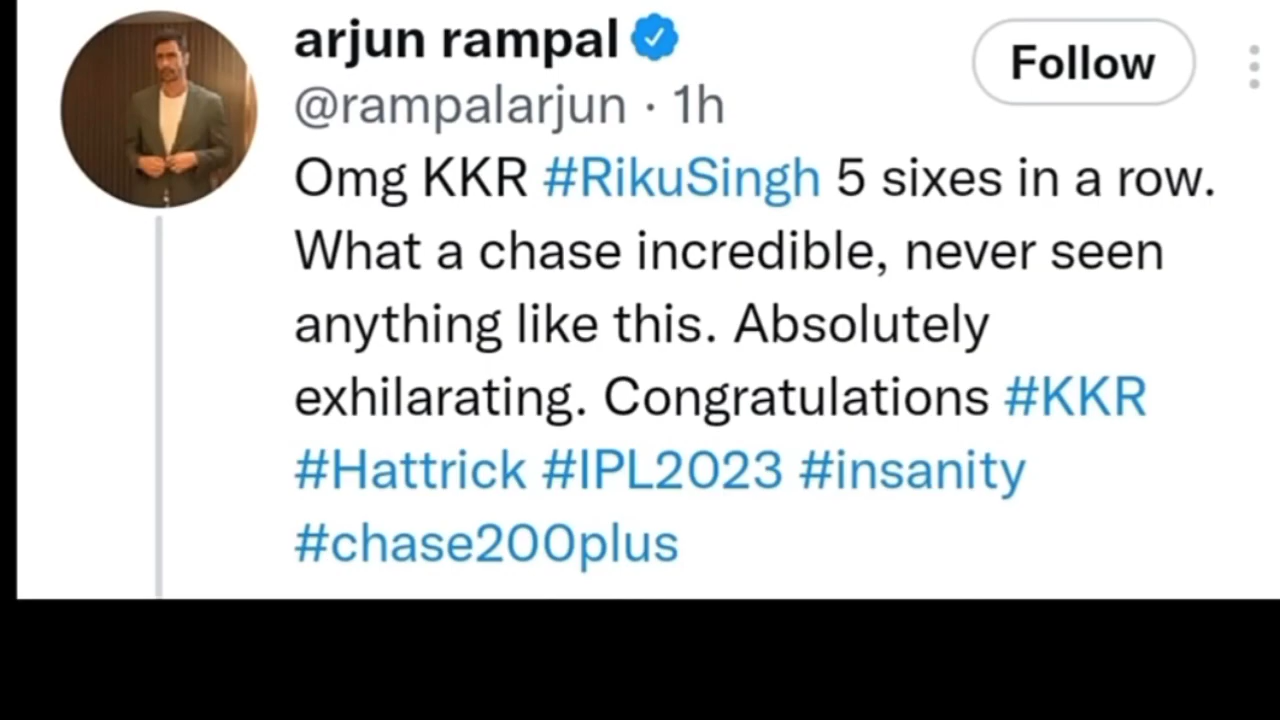 arjun rampal
@rampalarjun · 1h
Follow
Omg KKR #RikuSingh 5 sixes in a row.
What a chase incredible, never seen
anything like this. Absolutely
exhilarating. Congratulations #KKR
#Hattrick #IPL2023 #insanity
#chase200plus